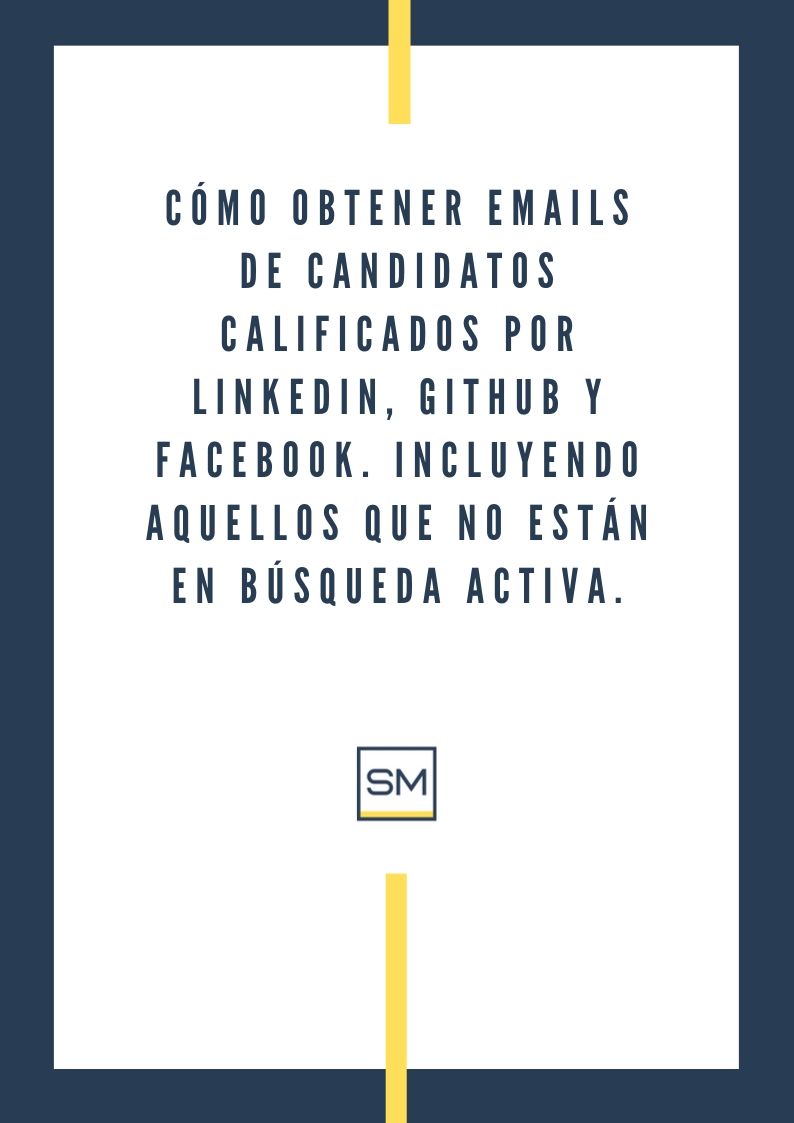 CÓMO OBTENER EMAILS
DE CANDIDATOS
CALIFICADOS POR
LINKEDIN, GITHUB Y
FACEBOOK. INCLUYENDO
AQUELLOS QUE NO ESTÁN
EN BÚSQUEDA ACTIVA.
SM